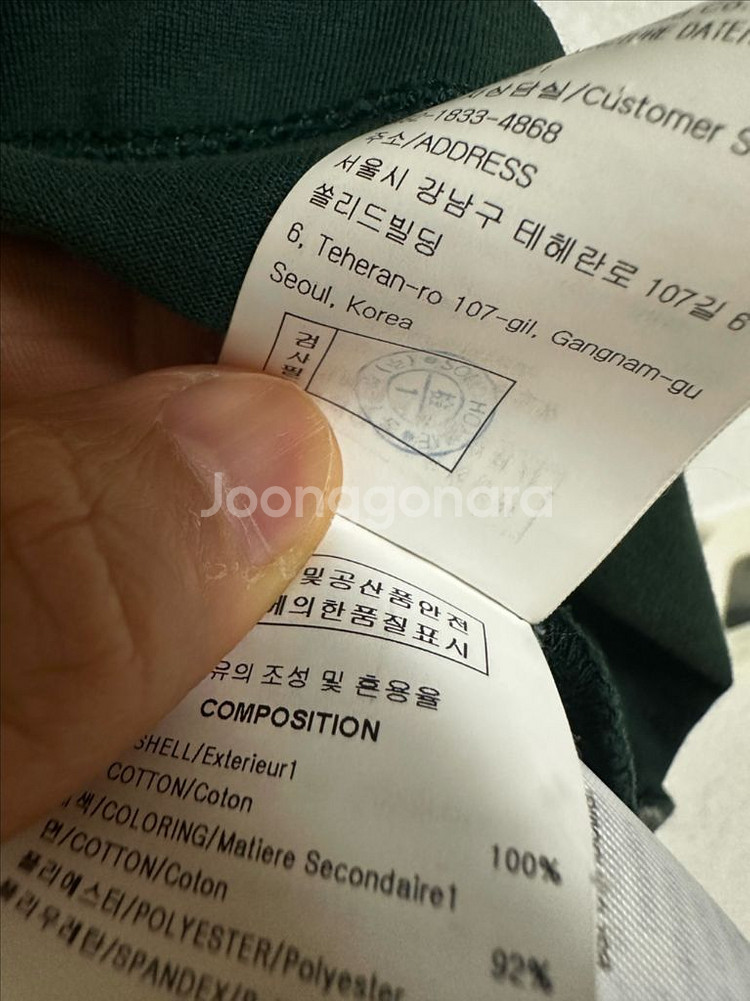 상담실/Customer
-1833-4868
주소/ADDRESS
서울시 강남구 테헤란로 107길 6
쏠리드빌딩
6, Teheran-ro 107-gil, Gangnam-gu
Seoul, Korea
검사필
Joonggonara
및공산품안전
에의한품질표시
유의 조성 및 혼용율
COMPOSITION
SHELL/Exterieur1
COTTON/Coton 100%
/COLORING/Matiere Secondaire1
면/COTTON/Coton 92%
폴리에스터/POLYESTER/Polyester
폴리우레탄/SPANDEX/